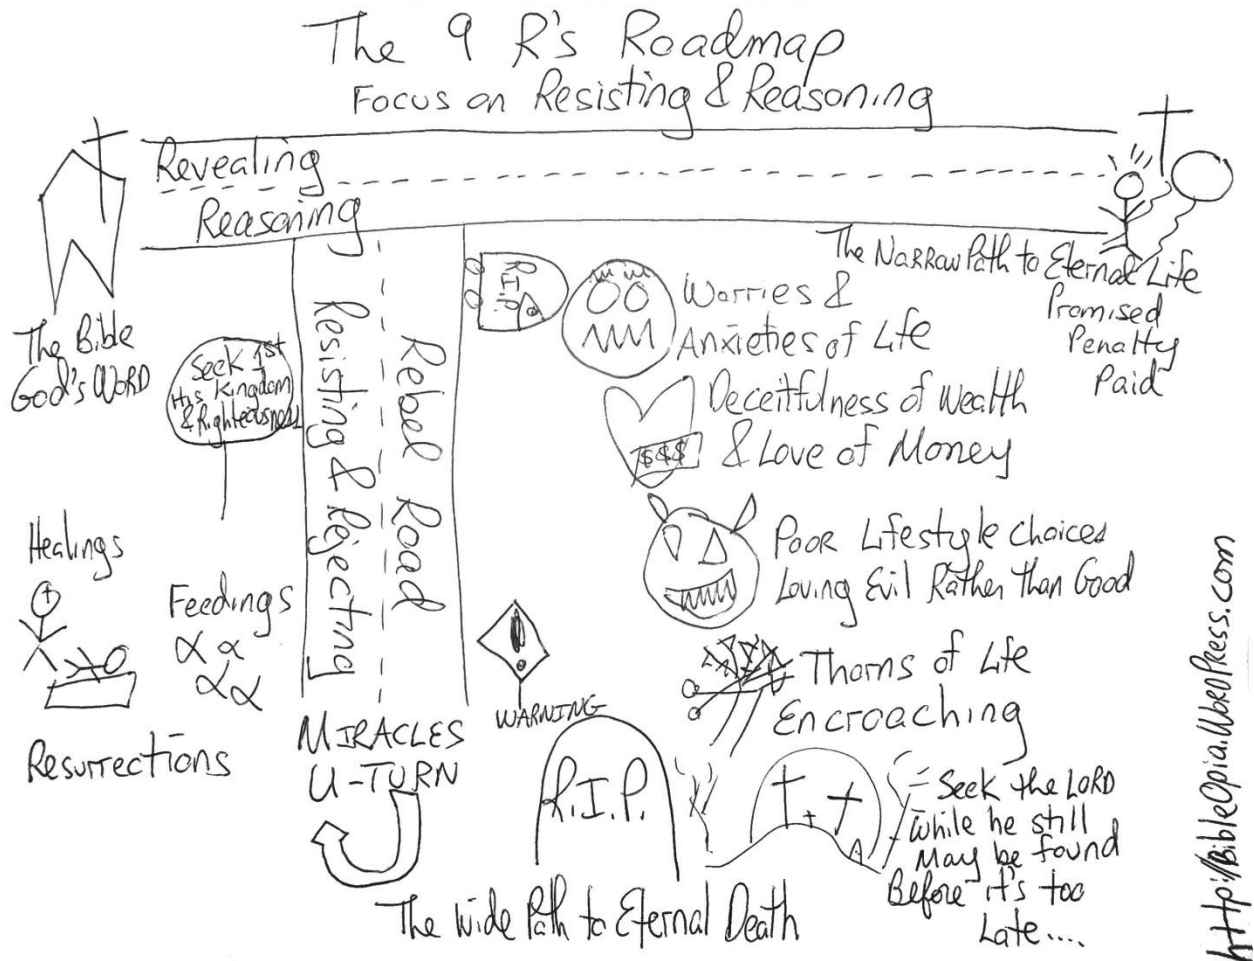 The 9 R's Roadmap
Focus on Resisting & Reasoning
Revealing
Reasoning
The Bible
God's WORD
The Narrow Path to Eternal Life
Promised
Penalty
Paid
Seek 1st
His Kingdom
& Righteousness
Resisting & Rejecting
Rebel Road
R.I.P.
Worries &
Anxieties of Life
Deceitfulness of Wealth
& Love of Money
$$$
Poor Lifestyle Choices
Loving Evil Rather Than Good
Healings
Feedings
Resurrections
WARNING
Thorns of Life
Encroaching
MIRACLES
U-TURN
R.I.P.
Seek the LORD
while he still
May be found
Before it's too
Late....
The Wide Path to Eternal Death
http://BibleOpia.WordPress.com